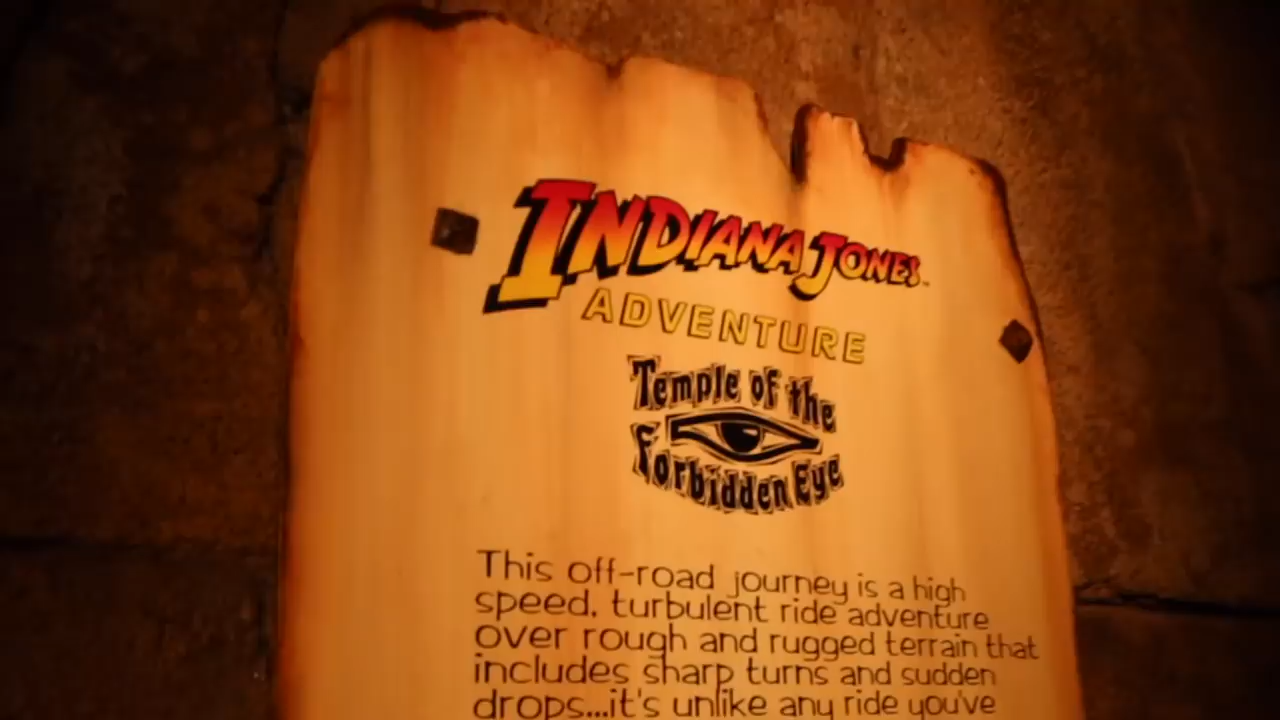 INDIANA JONES™
ADVENTURE
Temple of the
Forbidden Eye
This off-road journey is a high
speed, turbulent ride adventure
over rough and rugged terrain that
includes sharp turns and sudden
drops...it's unlike any ride you've